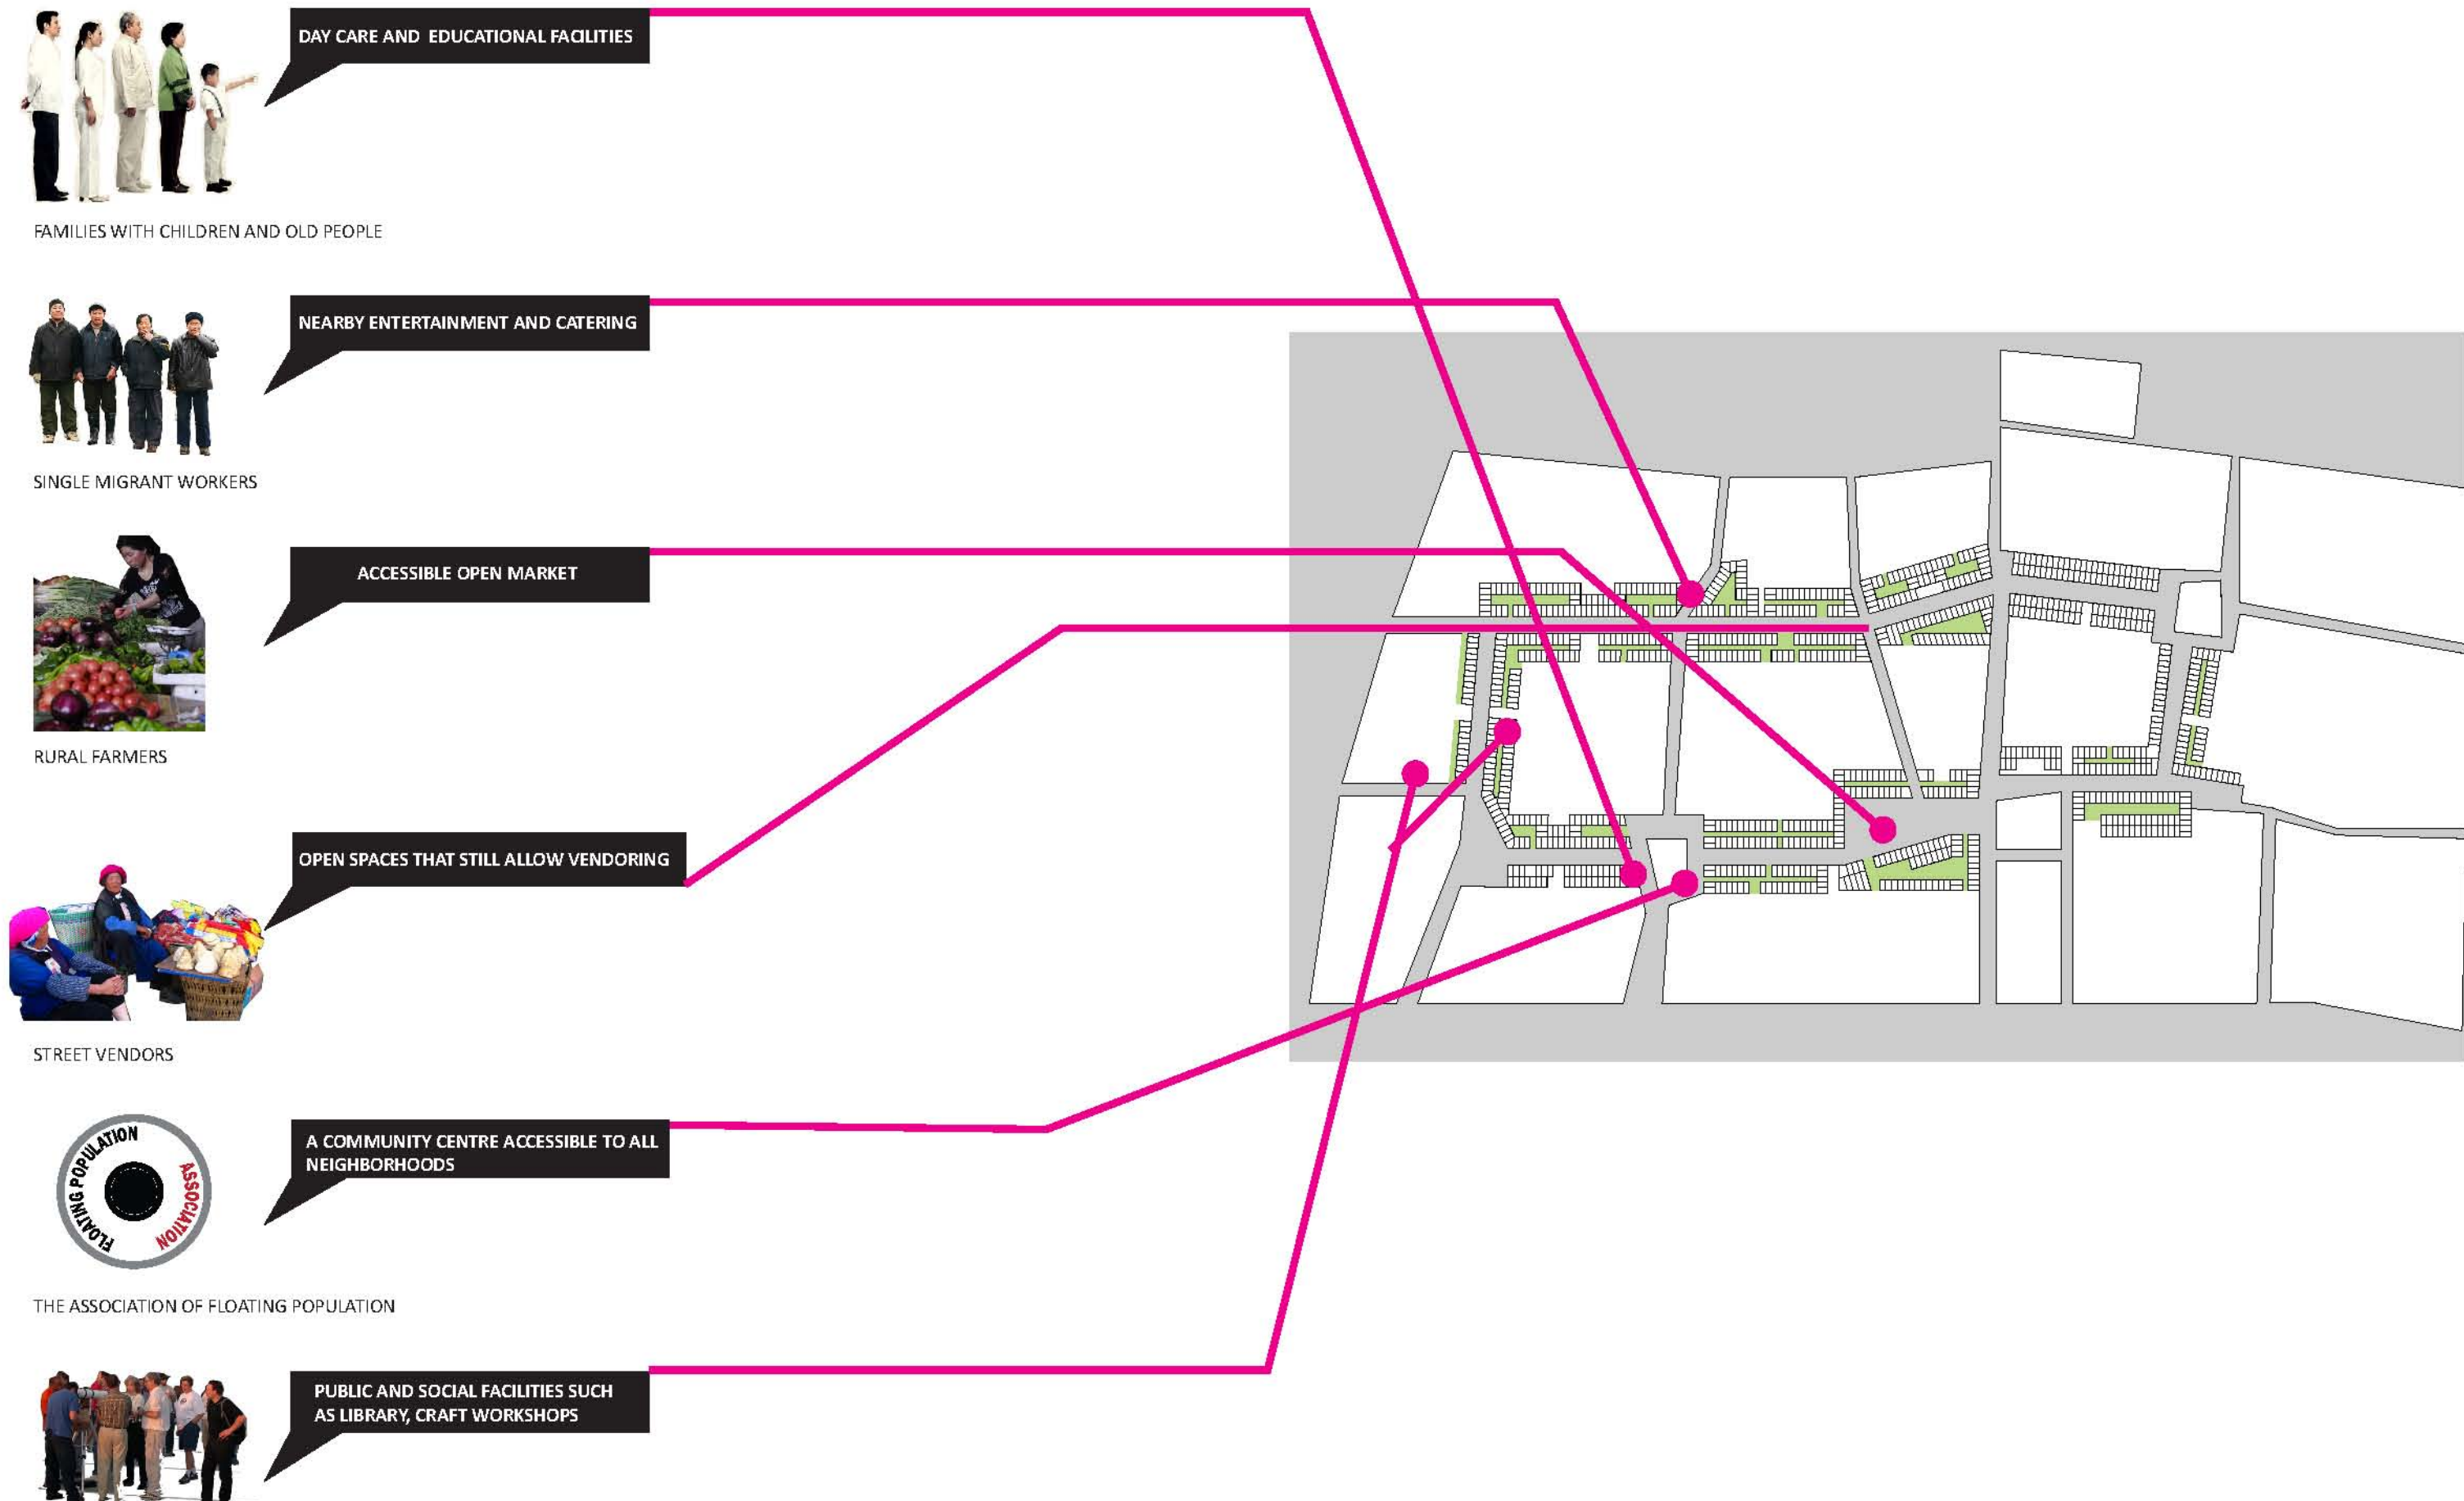 DAY CARE AND EDUCATIONAL FACILITIES
FAMILIES WITH CHILDREN AND OLD PEOPLE
NEARBY ENTERTAINMENT AND CATERING
SINGLE MIGRANT WORKERS
ACCESSIBLE OPEN MARKET
RURAL FARMERS
OPEN SPACES THAT STILL ALLOW VENDORING
STREET VENDORS
A COMMUNITY CENTRE ACCESSIBLE TO ALL
NEIGHBORHOODS
FLOATING POPULATION
ASSOCIATION
THE ASSOCIATION OF FLOATING POPULATION
PUBLIC AND SOCIAL FACILITIES SUCH
AS LIBRARY, CRAFT WORKSHOPS